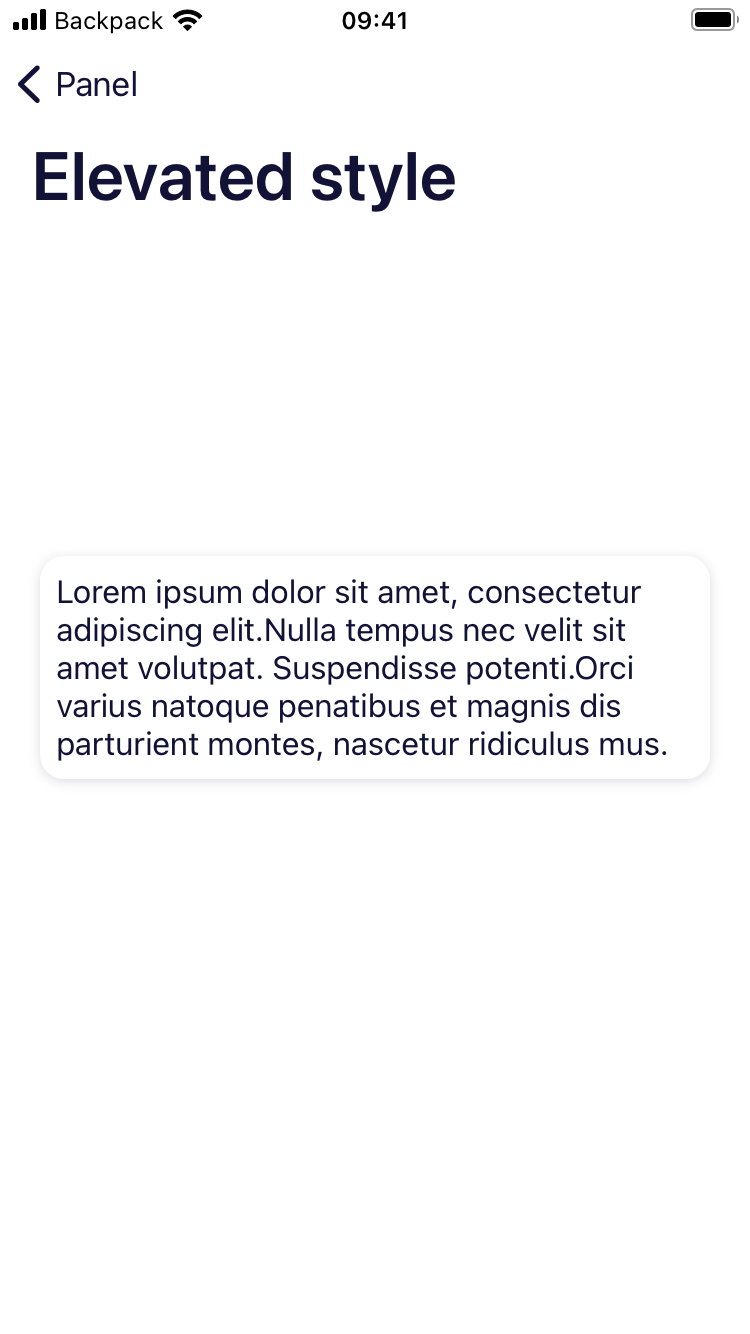 Backpack 09:41
Panel
Elevated style
Lorem ipsum dolor sit amet, consectetur
adipiscing elit.Nulla tempus nec velit sit
amet volutpat. Suspendisse potenti.Orci
varius natoque penatibus et magnis dis
parturient montes, nascetur ridiculus mus.